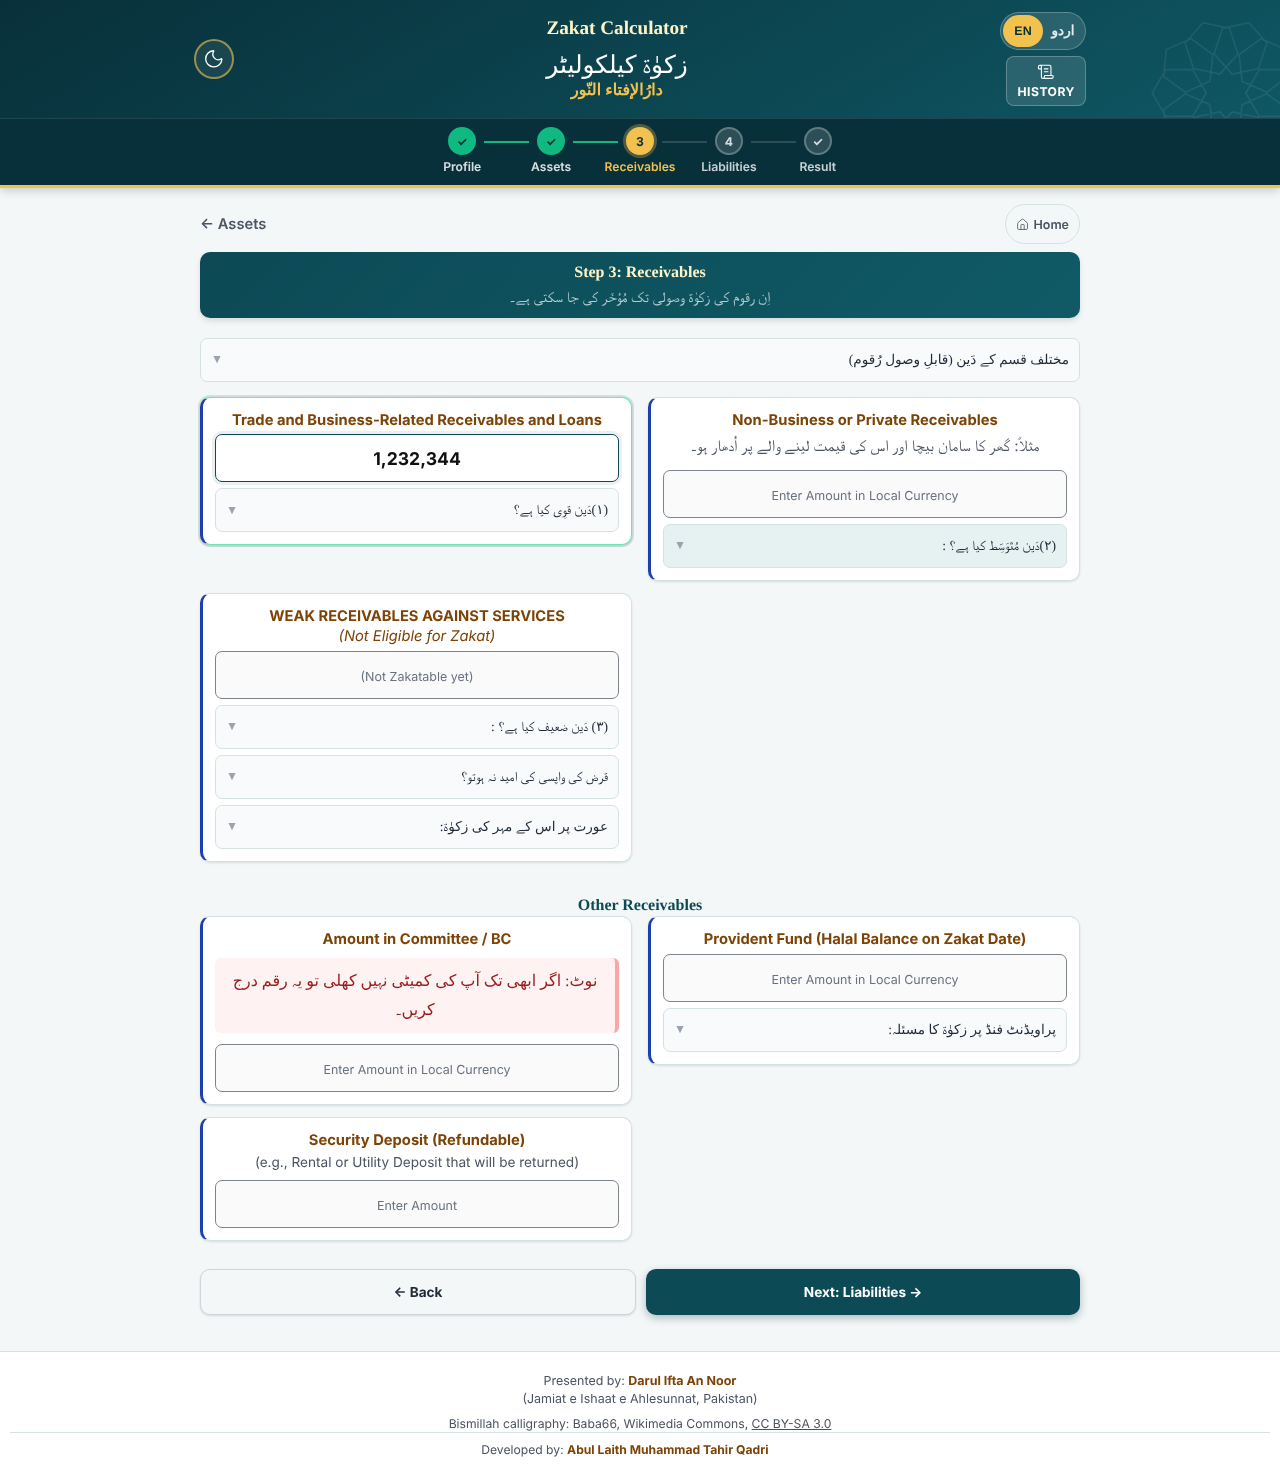 Zakat Calculator
زکوٰۃ کیلکولیٹر
دارُالإفتاء النّور
EN اردو
HISTORY
✓ ✓ 3 4 ✓
Profile Assets Receivables Liabilities Result
← Assets
Home
Step 3: Receivables
اِن رقوم کی زکوٰۃ وصولی تک مُؤخّر کی جا سکتی ہے۔
مختلف قسم کے دَین (قابلِ وصول رُقوم) ▼
Trade and Business-Related Receivables and Loans
1,232,344
(۱)دَین قوِی کیا ہے؟ ▼
Non-Business or Private Receivables
مثلاً: گھر کا سامان بیچا اور اس کی قیمت لینے والے پر اُدھار ہو۔
Enter Amount in Local Currency
(۲)دَین مُتَوَسِّط کیا ہے؟ : ▼
WEAK RECEIVABLES AGAINST SERVICES
(Not Eligible for Zakat)
(Not Zakatable yet)
(۳) دَین ضعیف کیا ہے؟ : ▼
قرض کی واپسی کی امید نہ ہوتو؟ ▼
عورت پر اس کے مہر کی زکوٰۃ: ▼
Other Receivables
Amount in Committee / BC
نوٹ: اگر ابھی تک آپ کی کمیٹی نہیں کھلی تو یہ رقم درج
کریں۔
Enter Amount in Local Currency
Provident Fund (Halal Balance on Zakat Date)
Enter Amount in Local Currency
پراویڈنٹ فنڈ پر زکوٰۃ کا مسئلہ: ▼
Security Deposit (Refundable)
(e.g., Rental or Utility Deposit that will be returned)
Enter Amount
← Back
Next: Liabilities →
Presented by: Darul Ifta An Noor
(Jamiat e Ishaat e Ahlesunnat, Pakistan)
Bismillah calligraphy: Baba66, Wikimedia Commons, CC BY-SA 3.0
Developed by: Abul Laith Muhammad Tahir Qadri